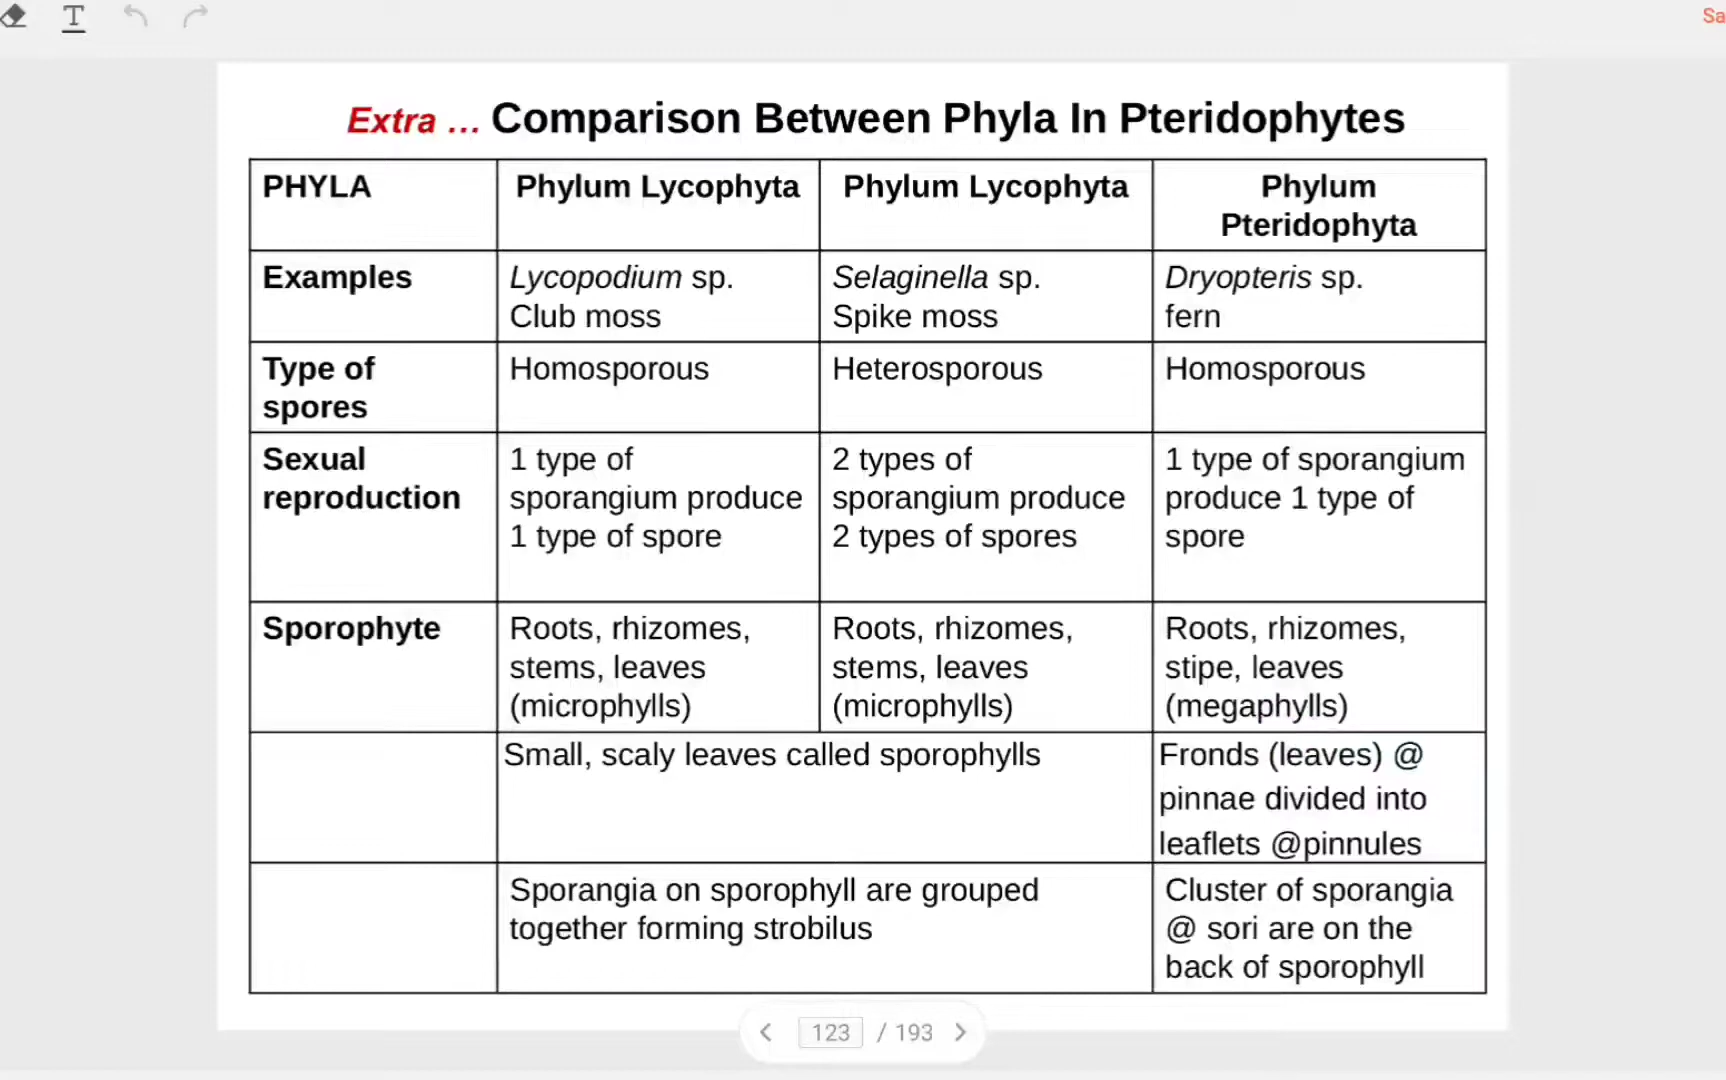 T
Sa
Extra ... Comparison Between Phyla In Pteridophytes
PHYLA
Phylum Lycophyta
Phylum Lycophyta
Phylum
Pteridophyta
Examples
Lycopodium sp.
Club moss
Selaginella sp.
Spike moss
Dryopteris sp.
fern
Type of
spores
Homosporous
Heterosporous
Homosporous
Sexual
reproduction
1 type of
sporangium produce
1 type of spore
2 types of
sporangium produce
2 types of spores
1 type of sporangium
produce 1 type of
spore
Sporophyte
Roots, rhizomes,
stems, leaves
(microphylls)
Roots, rhizomes,
stems, leaves
(microphylls)
Roots, rhizomes,
stipe, leaves
(megaphylls)
Small, scaly leaves called sporophylls
Fronds (leaves) @
pinnae divided into
leaflets @pinnules
Sporangia on sporophyll are grouped
together forming strobilus
Cluster of sporangia
@ sori are on the
back of sporophyll
123 / 193